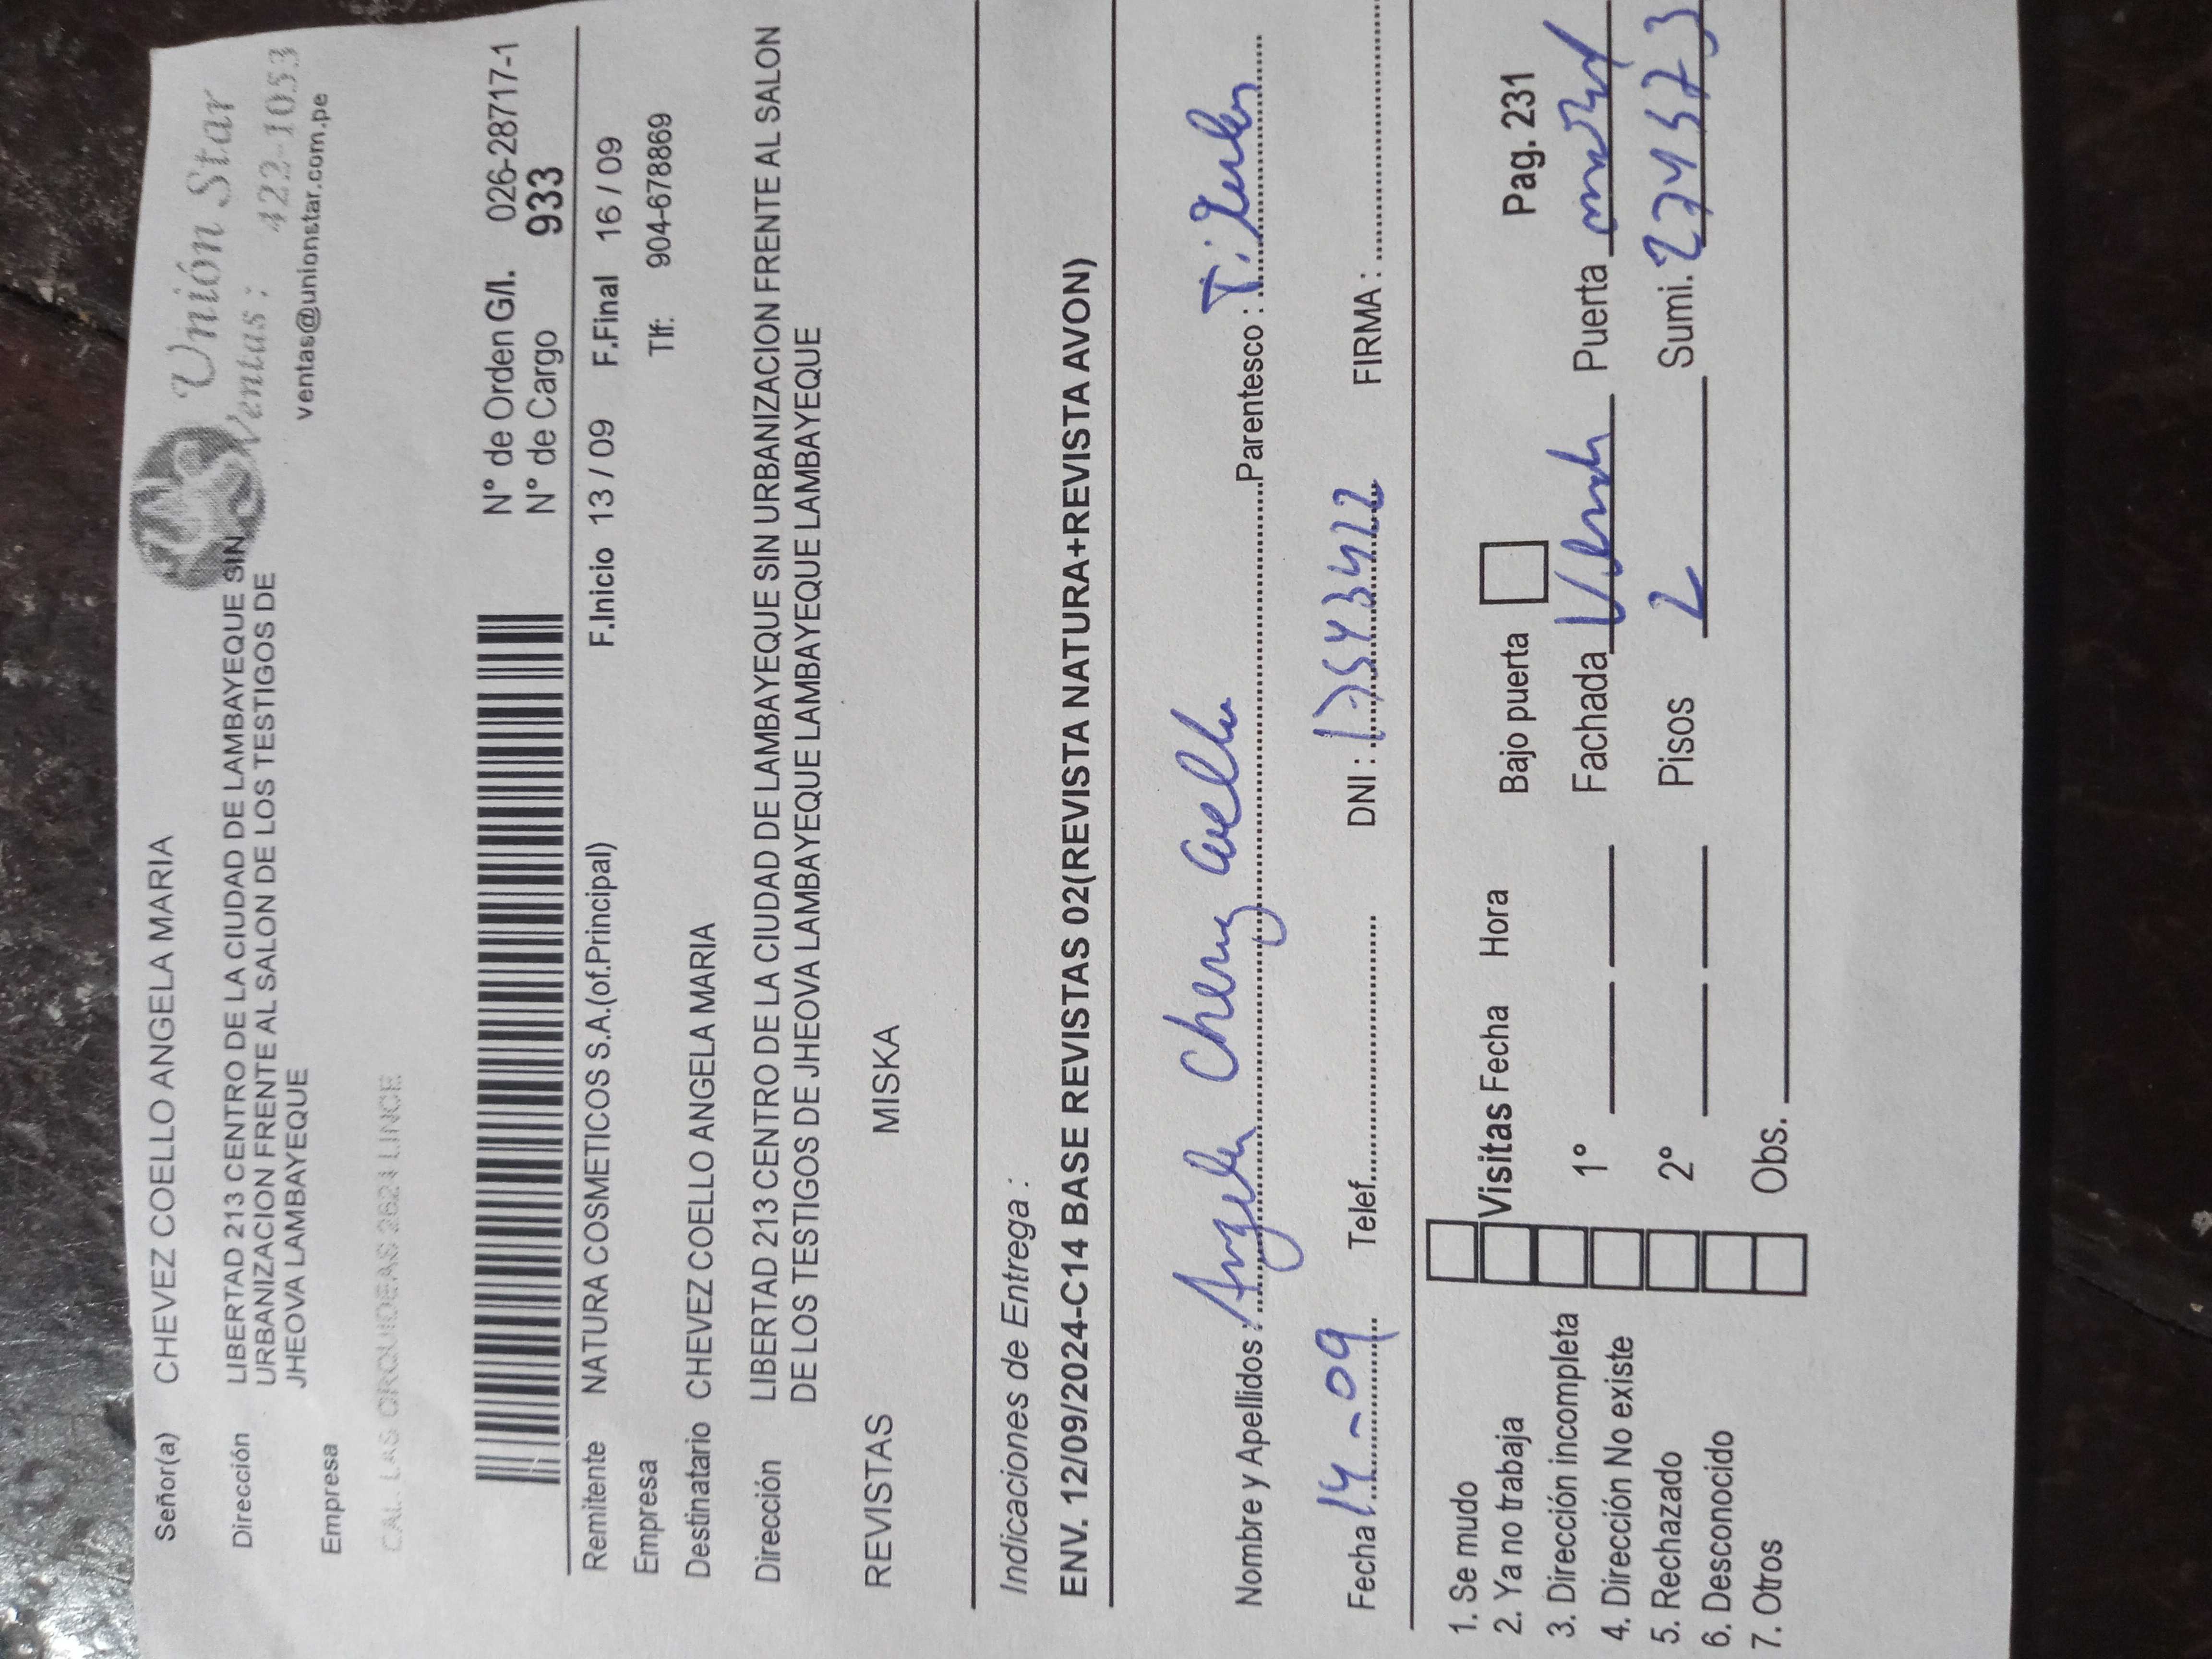 Señor(a) CHEVEZ COELLO ANGELA MARIA
Unión Star
Ventas : 422-1053
ventas@unionstar.com.pe
Dirección LIBERTAD 213 CENTRO DE LA CIUDAD DE LAMBAYEQUE SIN
URBANIZACION FRENTE AL SALON DE LOS TESTIGOS DE
JHEOVA LAMBAYEQUE
Empresa
CAL. LAS ORQUIDEAS 2624 LINCE
N° de Orden G/I. 026-28717-1
N° de Cargo 933
Remitente NATURA COSMETICOS S.A.(of.Principal) F.Inicio 13 / 09 F.Final 16 / 09
Empresa Tlf: 904-678869
Destinatario CHEVEZ COELLO ANGELA MARIA
Dirección LIBERTAD 213 CENTRO DE LA CIUDAD DE LAMBAYEQUE SIN URBANIZACION FRENTE AL SALON
DE LOS TESTIGOS DE JHEOVA LAMBAYEQUE LAMBAYEQUE LAMBAYEQUE
REVISTAS MISKA
Indicaciones de Entrega :
ENV. 12/09/2024-C14 BASE REVISTAS 02(REVISTA NATURA+REVISTA AVON)
Nombre y Apellidos : Angela Chevez Coello Parentesco : Titular
Fecha 14-09 Telef. DNI : 17543422 FIRMA :
1. Se mudo
2. Ya no trabaja Visitas Fecha Hora Bajo puerta Pag. 231
3. Dirección incompleta
4. Dirección No existe 1° Fachada Verde Puerta
5. Rechazado
6. Desconocido 2° Pisos 2 Sumi.
7. Otros Obs.